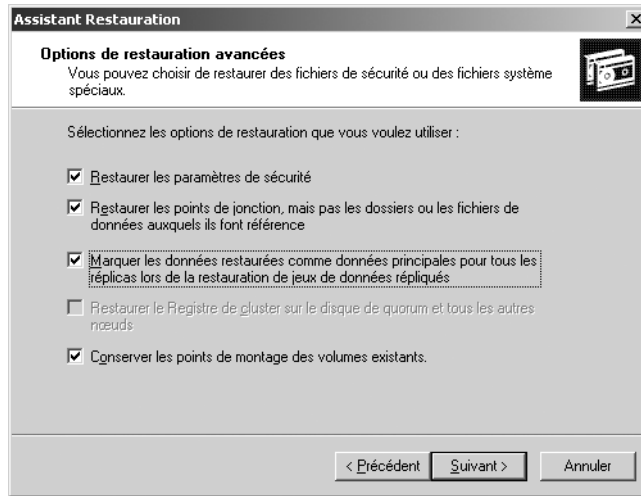 Assistant Restauration
Options de restauration avancées
Vous pouvez choisir de restaurer des fichiers de sécurité ou des fichiers système
spéciaux.
Sélectionnez les options de restauration que vous voulez utiliser :
Restaurer les paramètres de sécurité
Restaurer les points de jonction, mais pas les dossiers ou les fichiers de
données auxquels ils font référence
Marquer les données restaurées comme données principales pour tous les
réplicas lors de la restauration de jeux de données répliqués
Restaurer le Registre de cluster sur le disque de quorum et tous les autres
nœuds
Conserver les points de montage des volumes existants.
< Précédent
Suivant >
Annuler